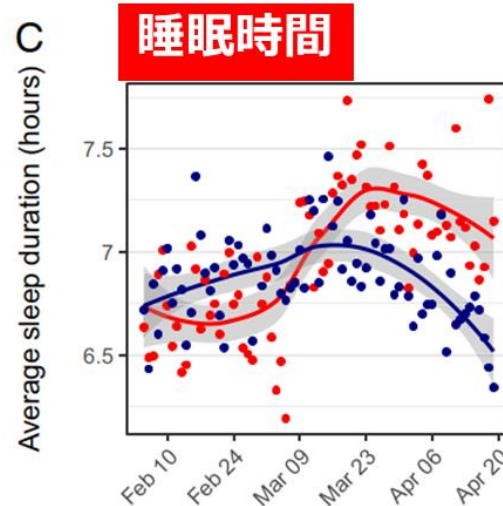 C
睡眠時間
Average sleep duration (hours)
7.5
7
6.5
Feb 10
Feb 24
Mar 09
Mar 23
Apr 06
Apr 20